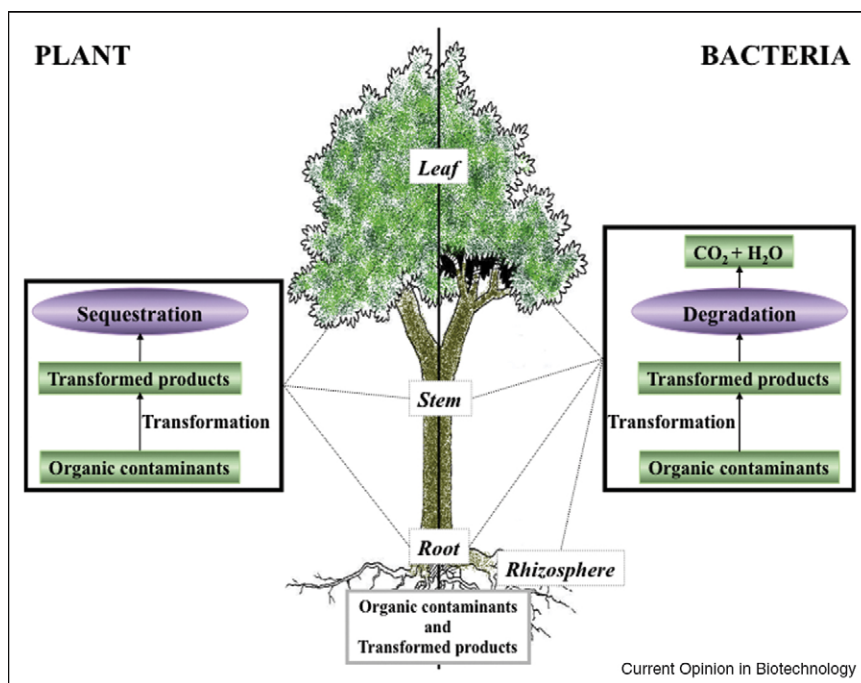 PLANT
BACTERIA
Leaf
CO₂ + H₂O
Sequestration
Degradation
Transformed products
Transformed products
Stem
Transformation
Transformation
Organic contaminants
Organic contaminants
Root
Rhizosphere
Organic contaminants
and
Transformed products
Current Opinion in Biotechnology